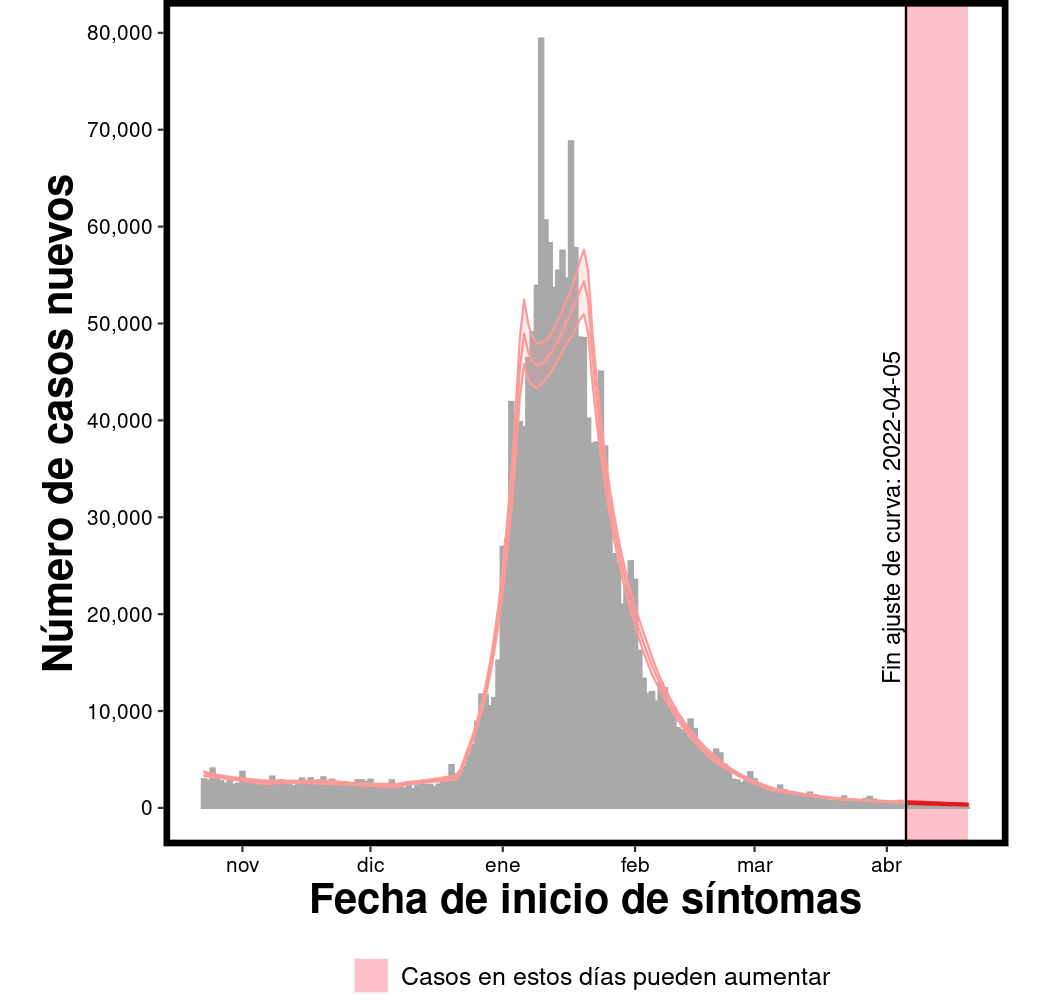 80,000
70,000
60,000
50,000
40,000
30,000
20,000
10,000
0
Número de casos nuevos
Fin ajuste de curva: 2022-04-05
nov dic ene feb mar abr
Fecha de inicio de síntomas
Casos en estos días pueden aumentar